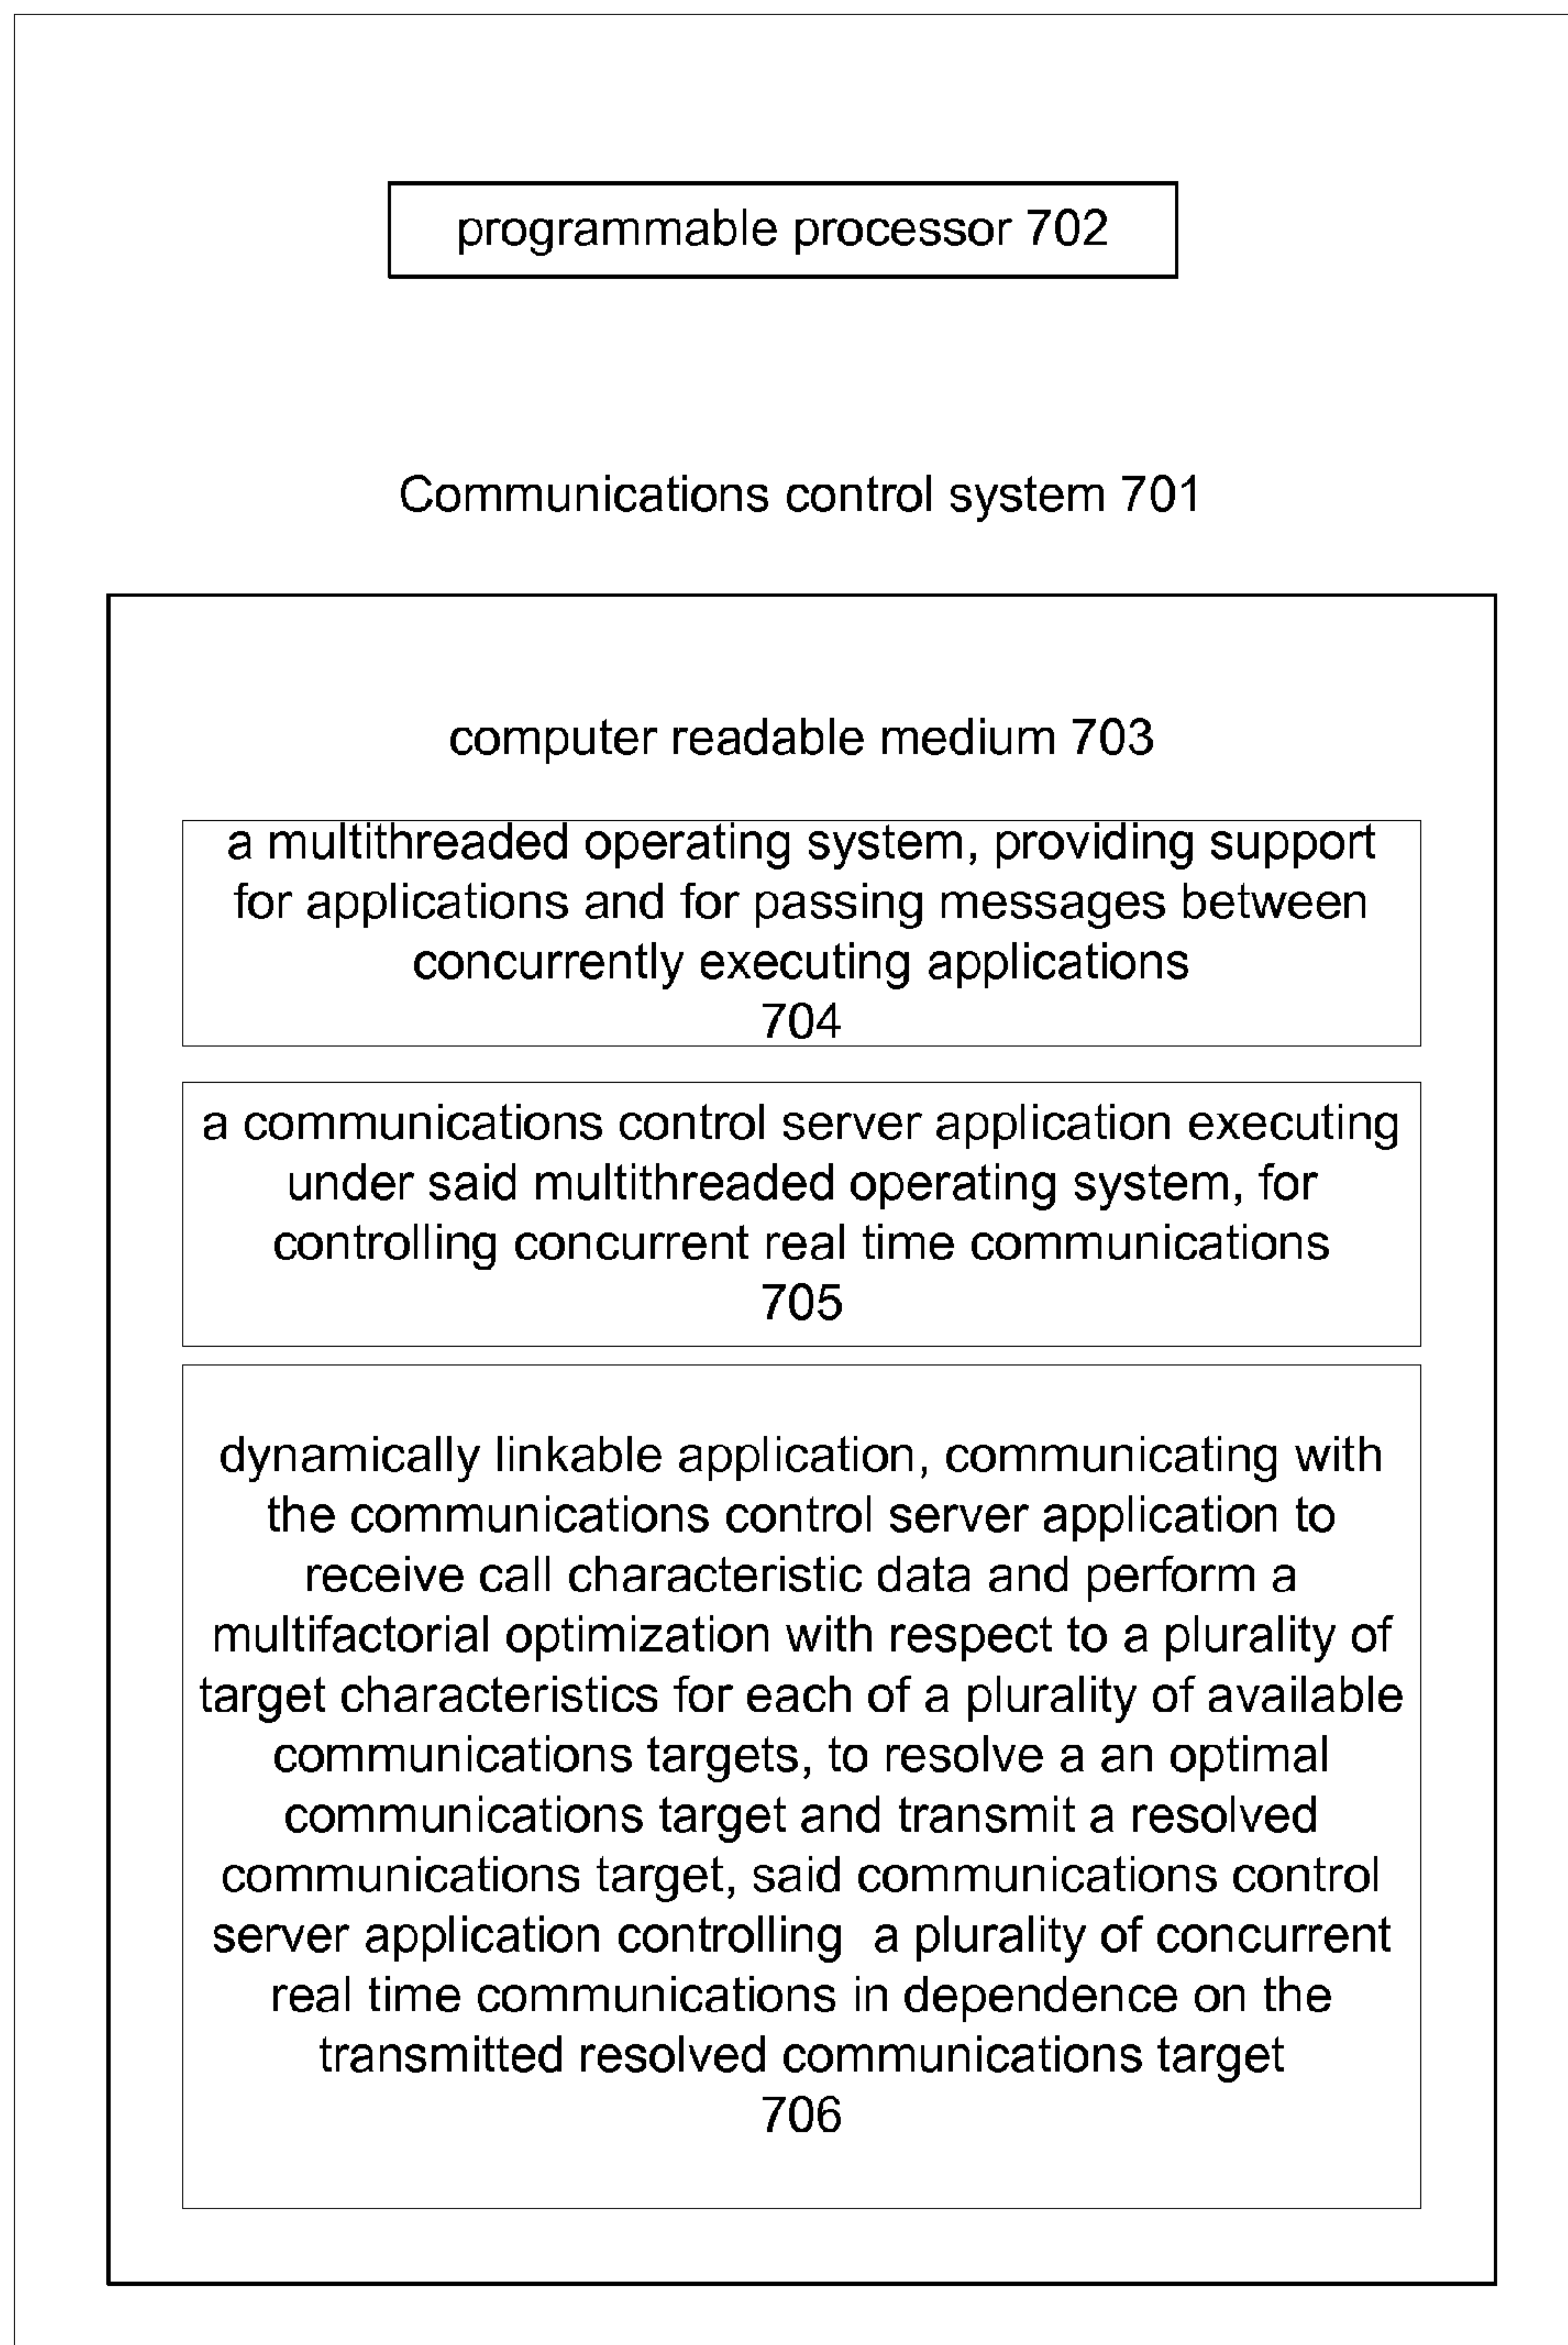 programmable processor 702
Communications control system 701
computer readable medium 703
a multithreaded operating system, providing support
for applications and for passing messages between
concurrently executing applications
704
a communications control server application executing
under said multithreaded operating system, for
controlling concurrent real time communications
705
dynamically linkable application, communicating with
the communications control server application to
receive call characteristic data and perform a
multifactorial optimization with respect to a plurality of
target characteristics for each of a plurality of available
communications targets, to resolve a an optimal
communications target and transmit a resolved
communications target, said communications control
server application controlling  a plurality of concurrent
real time communications in dependence on the
transmitted resolved communications target
706